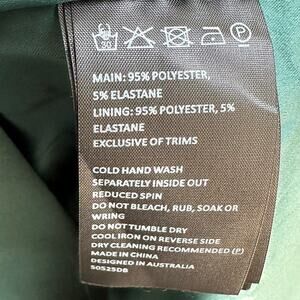 30
P
MAIN: 95% POLYESTER,
5% ELASTANE
LINING: 95% POLYESTER, 5%
ELASTANE
EXCLUSIVE OF TRIMS
COLD HAND WASH
SEPARATELY INSIDE OUT
REDUCED SPIN
DO NOT BLEACH, RUB, SOAK OR
WRING
DO NOT TUMBLE DRY
COOL IRON ON REVERSE SIDE
DRY CLEANING RECOMMENDED (P)
MADE IN CHINA
DESIGNED IN AUSTRALIA
50525DB